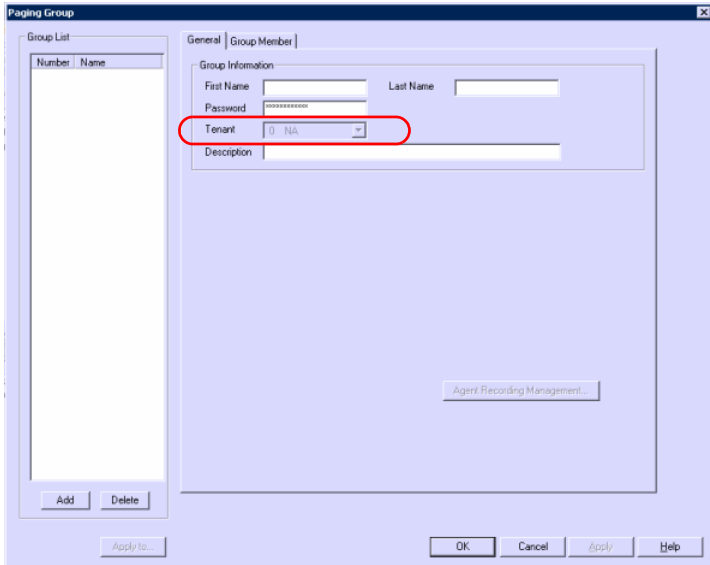 Paging Group
Group List
Number Name
Add Delete
Apply to...
General Group Member
Group Information
First Name Last Name
Password xxxxxxxxxxxx
Tenant 0 NA
Description
Agent Recording Management...
OK Cancel Apply Help